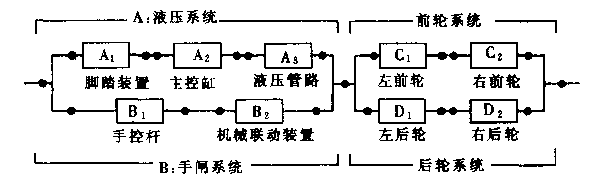 A:液压系统
前轮系统
A₁
A₂
A₃
C₁
C₂
脚踏装置
主控缸
液压管路
左前轮
右前轮
B₁
B₂
D₁
D₂
手控杆
机械联动装置
左后轮
右后轮
B:手闸系统
后轮系统